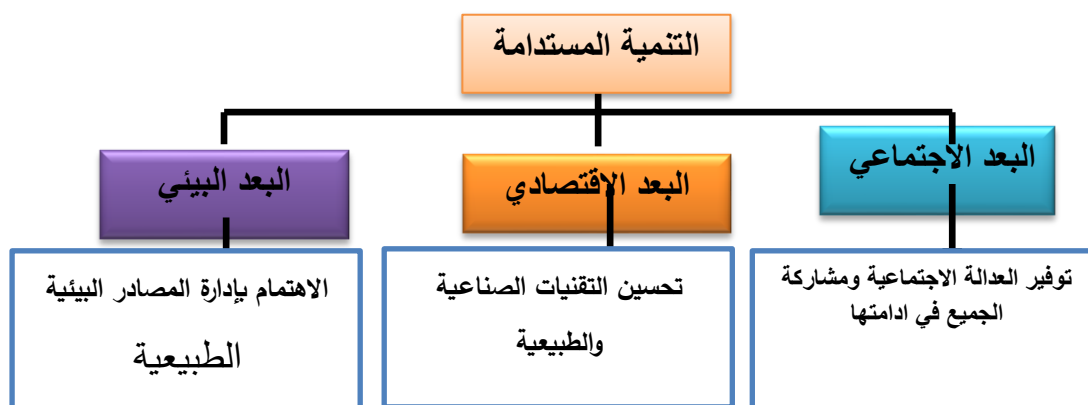 التنمية المستدامة
البعد الاجتماعي
البعد الاقتصادي
البعد البيئي
توفير العدالة الاجتماعية ومشاركة
الجميع في ادامتها
تحسين التقنيات الصناعية
والطبيعية
الاهتمام بإدارة المصادر البيئية
الطبيعية